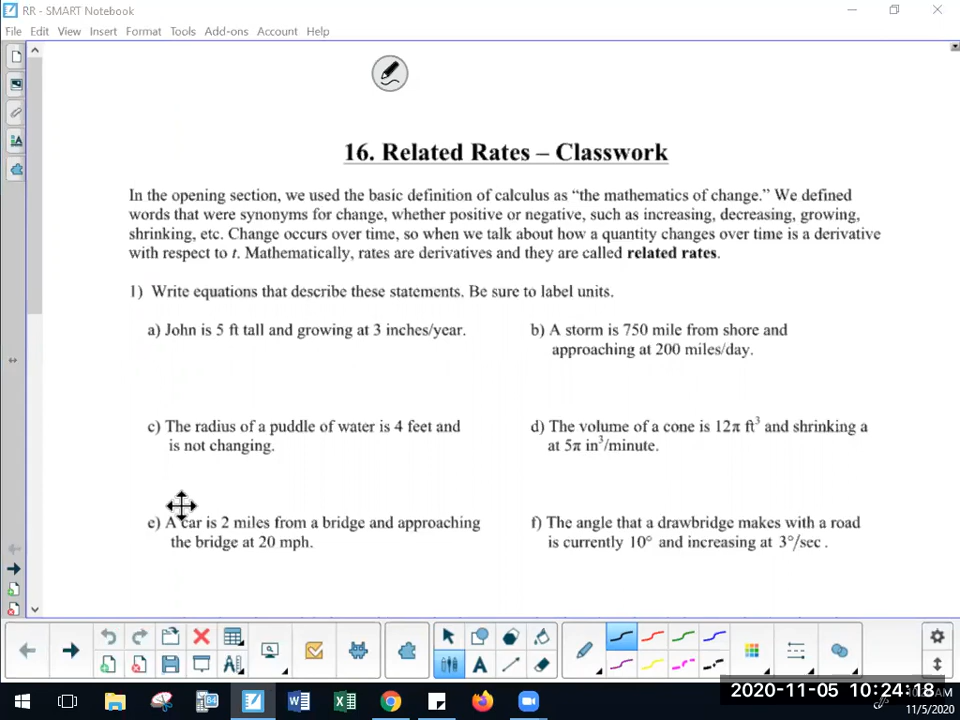 RR - SMART Notebook
File Edit View Insert Format Tools Add-ons Account Help
16. Related Rates – Classwork
In the opening section, we used the basic definition of calculus as “the mathematics of change.” We defined
words that were synonyms for change, whether positive or negative, such as increasing, decreasing, growing,
shrinking, etc. Change occurs over time, so when we talk about how a quantity changes over time is a derivative
with respect to t. Mathematically, rates are derivatives and they are called related rates.
1) Write equations that describe these statements. Be sure to label units.
a) John is 5 ft tall and growing at 3 inches/year.
b) A storm is 750 mile from shore and
approaching at 200 miles/day.
c) The radius of a puddle of water is 4 feet and
is not changing.
d) The volume of a cone is 12π ft³ and shrinking a
at 5π in³/minute.
e) A car is 2 miles from a bridge and approaching
the bridge at 20 mph.
f) The angle that a drawbridge makes with a road
is currently 10° and increasing at 3°/sec .
2020-11-05 10:24:18
11/5/2020